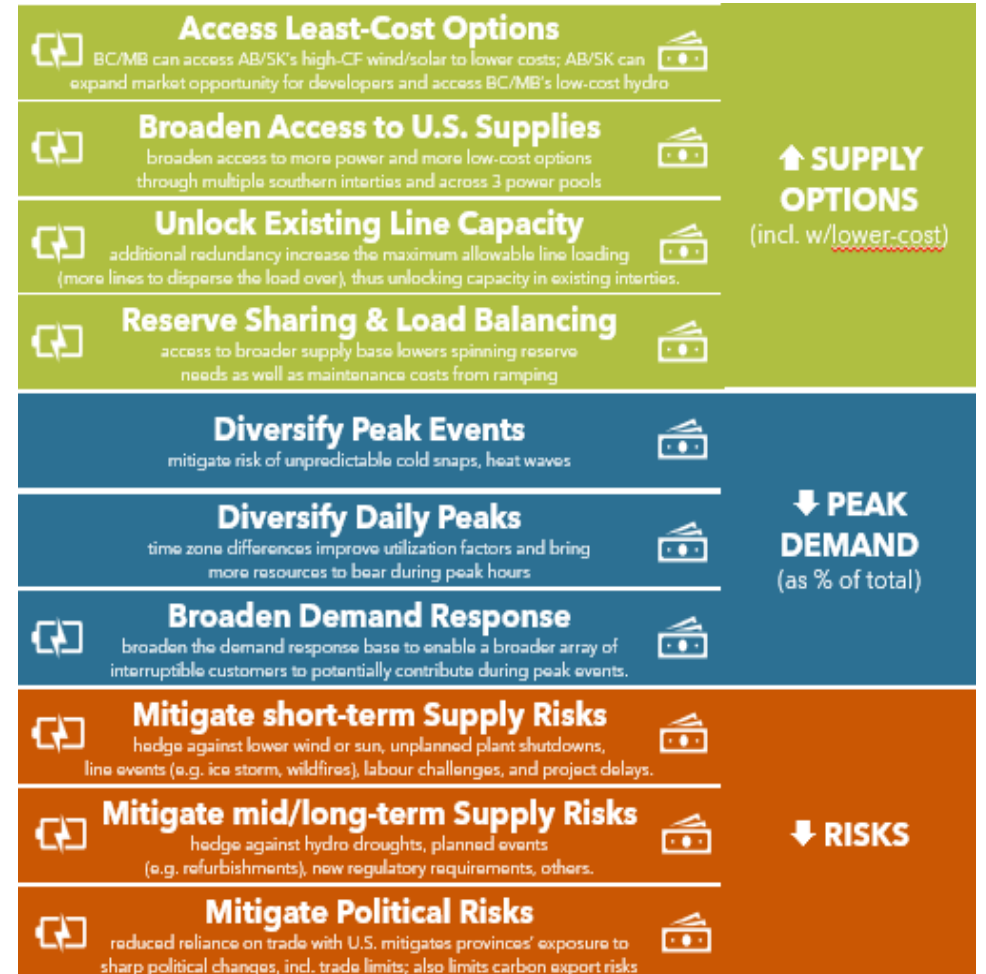 Access Least-Cost Options
BC/MB can access AB/SK's high-CF wind/solar to lower costs; AB/SK can
expand market opportunity for developers and access BC/MB's low-cost hydro
Broaden Access to U.S. Supplies
broaden access to more power and more low-cost options
through multiple southern interties and across 3 power pools
Unlock Existing Line Capacity
additional redundancy increase the maximum allowable line loading
(more lines to disperse the load over), thus unlocking capacity in existing interties.
Reserve Sharing & Load Balancing
access to broader supply base lowers spinning reserve
needs as well as maintenance costs from ramping
SUPPLY
OPTIONS
(incl. w/lower-cost)
Diversify Peak Events
mitigate risk of unpredictable cold snaps, heat waves
Diversify Daily Peaks
time zone differences improve utilization factors and bring
more resources to bear during peak hours
Broaden Demand Response
broaden the demand response base to enable a broader array of
interruptible customers to potentially contribute during peak events.
PEAK
DEMAND
(as % of total)
Mitigate short-term Supply Risks
hedge against lower wind or sun, unplanned plant shutdowns,
line events (e.g. ice storm, wildfires), labour challenges, and project delays.
Mitigate mid/long-term Supply Risks
hedge against hydro droughts, planned events
(e.g. refurbishments), new regulatory requirements, others.
Mitigate Political Risks
reduced reliance on trade with U.S. mitigates provinces' exposure to
sharp political changes, incl. trade limits; also limits carbon export risks
RISKS